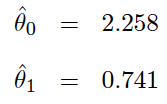 θ̂₀ = 2.258
θ̂₁ = 0.741